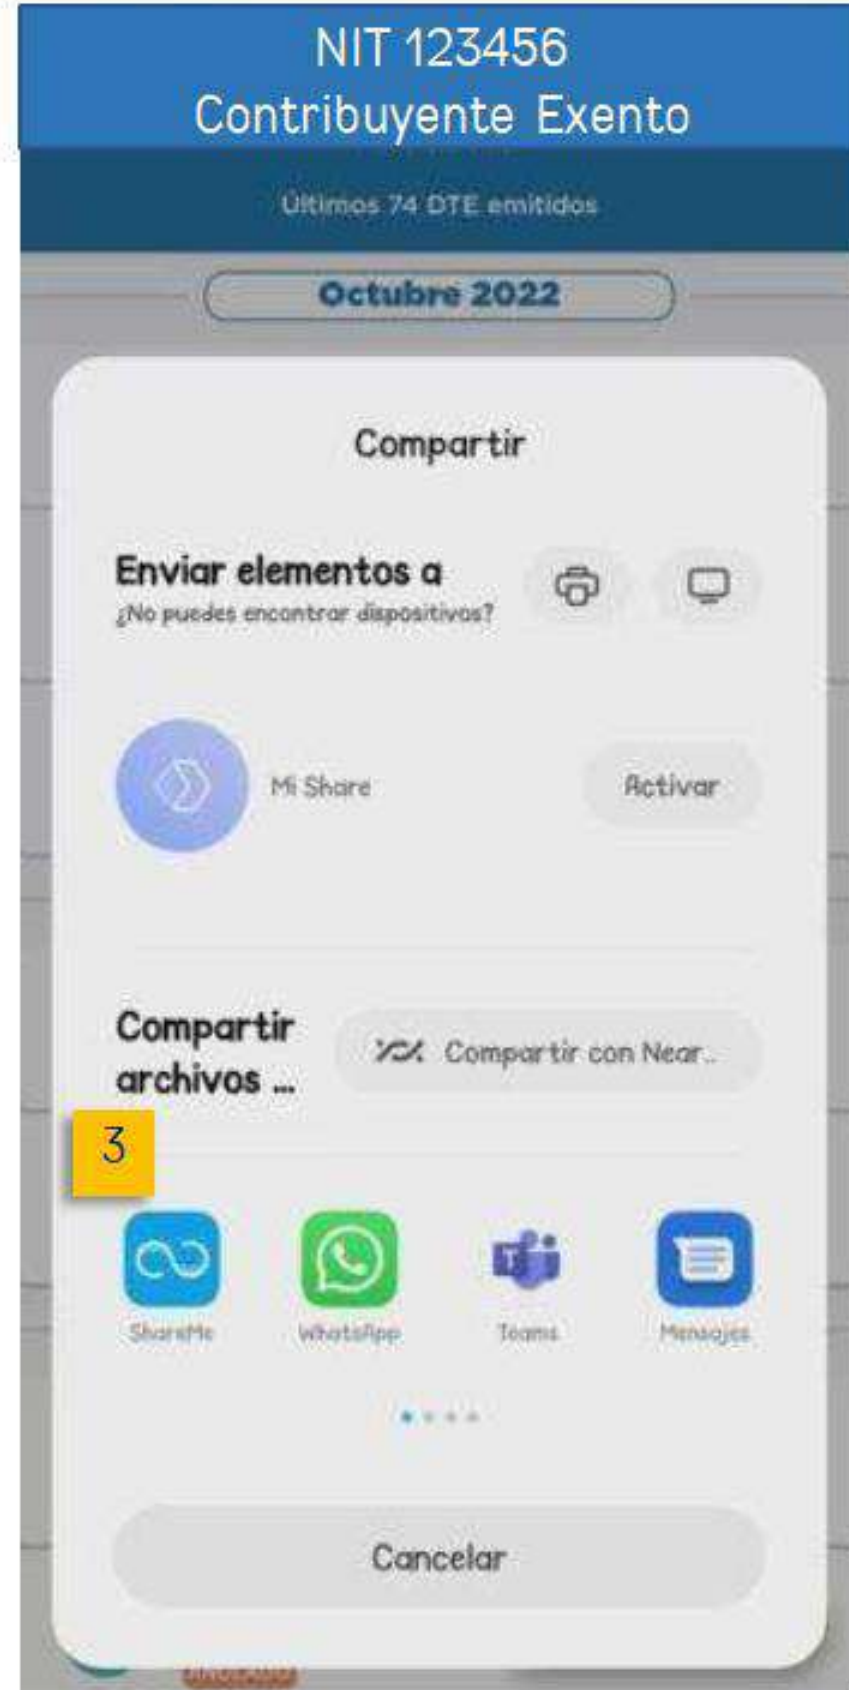 NIT 123456
Contribuyente Exento
Últimos 74 DTE emitidos
Octubre 2022
Compartir
Enviar elementos a
¿No puedes encontrar dispositivos?
Mi Share
Activar
Compartir
archivos ...
Compartir con Near..
3
ShareMe
WhatsApp
Teams
Mensajes
Cancelar
ANULADO